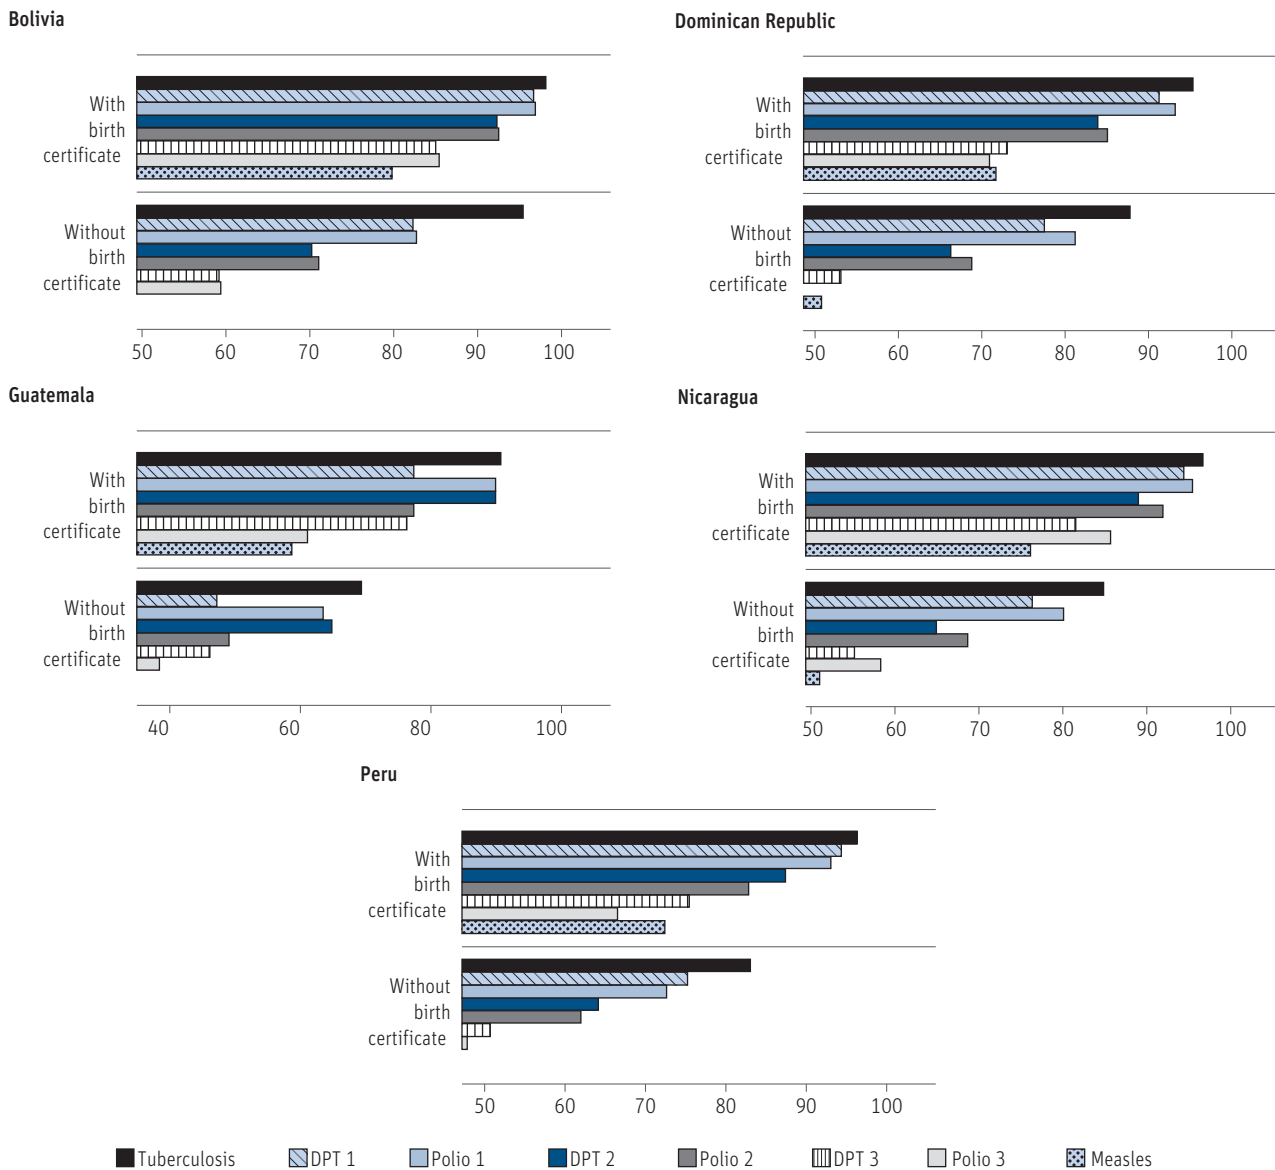 Bolivia
With
birth
certificate
Without
birth
certificate
50 60 70 80 90 100
Dominican Republic
With
birth
certificate
Without
birth
certificate
50 60 70 80 90 100
Guatemala
With
birth
certificate
Without
birth
certificate
40 60 80 100
Nicaragua
With
birth
certificate
Without
birth
certificate
50 60 70 80 90 100
Peru
With
birth
certificate
Without
birth
certificate
50 60 70 80 90 100
Tuberculosis DPT 1 Polio 1 DPT 2 Polio 2 DPT 3 Polio 3 Measles